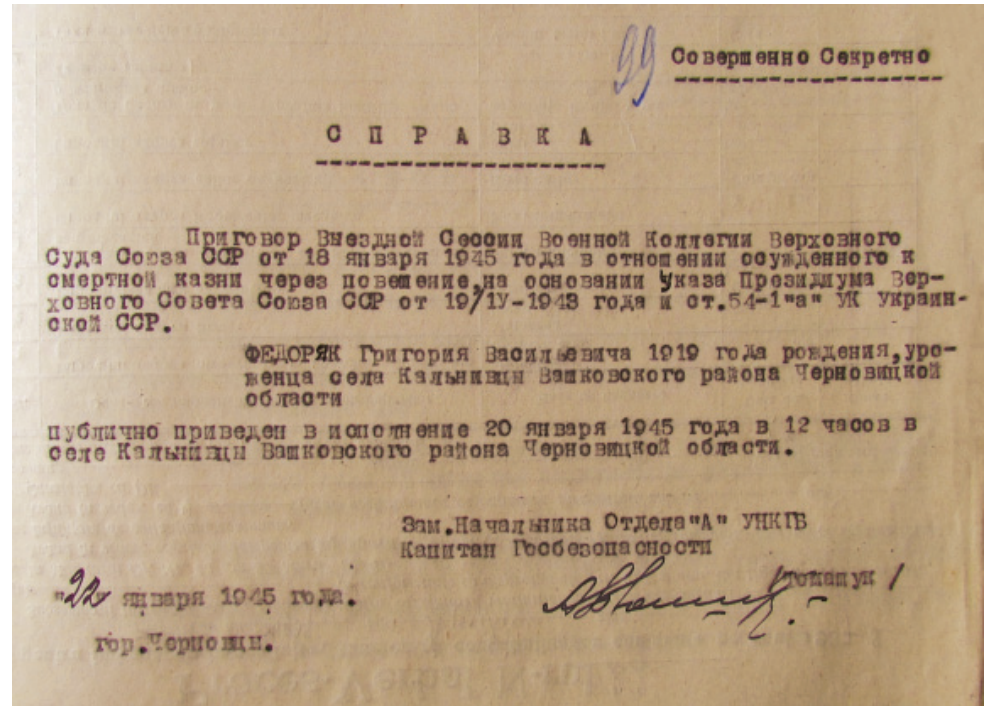 99
Совершенно Секретно
С П Р А В К А
Приговор Выездной Сессии Военной Коллегии Верховного
Суда Союза ССР от 18 января 1945 года в отношении осужденного к
смертной казни через повешение,на основании Указа Президиума Вер-
ховного Совета Союза ССР от 19/1У-1943 года и ст.54-1"а" УК Украин-
ской ССР.
ФЕДОРЯК Григория Васильевича 1919 года рождения,уро-
женца села Кальнивцы Вашковского района Черновицкой
области
публично приведен в исполнение 20 января 1945 года в 12 часов в
селе Кальнивцы Вашковского района Черновицкой области.
Зам.Начальника Отдела"А" УНКГБ
Капитан Госбезопасности
/Томащук/
"22" января 1945 года.
гор.Черновцы.